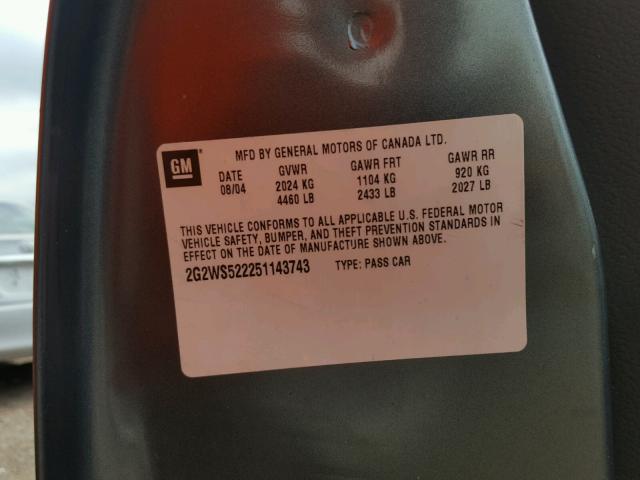 GM
MFD BY GENERAL MOTORS OF CANADA LTD.
DATE GVWR GAWR FRT GAWR RR
08/04 2024 KG 1104 KG 920 KG
4460 LB 2433 LB 2027 LB
THIS VEHICLE CONFORMS TO ALL APPLICABLE U.S. FEDERAL MOTOR
VEHICLE SAFETY, BUMPER, AND THEFT PREVENTION STANDARDS IN
EFFECT ON THE DATE OF MANUFACTURE SHOWN ABOVE.
2G2WS522251143743 TYPE: PASS CAR